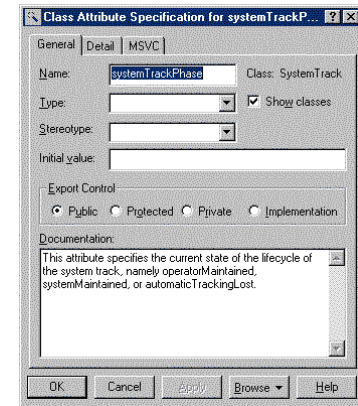 Class Attribute Specification for systemTrackP...
General Detail MSVC
Name: systemTrackPhase Class: SystemTrack
Type: Show classes
Stereotype:
Initial value:
Export Control
Public Protected Private Implementation
Documentation:
This attribute specifies the current state of the lifecycle of
the system track, namely operatorMaintained,
systemMaintained, or automaticTrackingLost.
OK Cancel Apply Browse Help